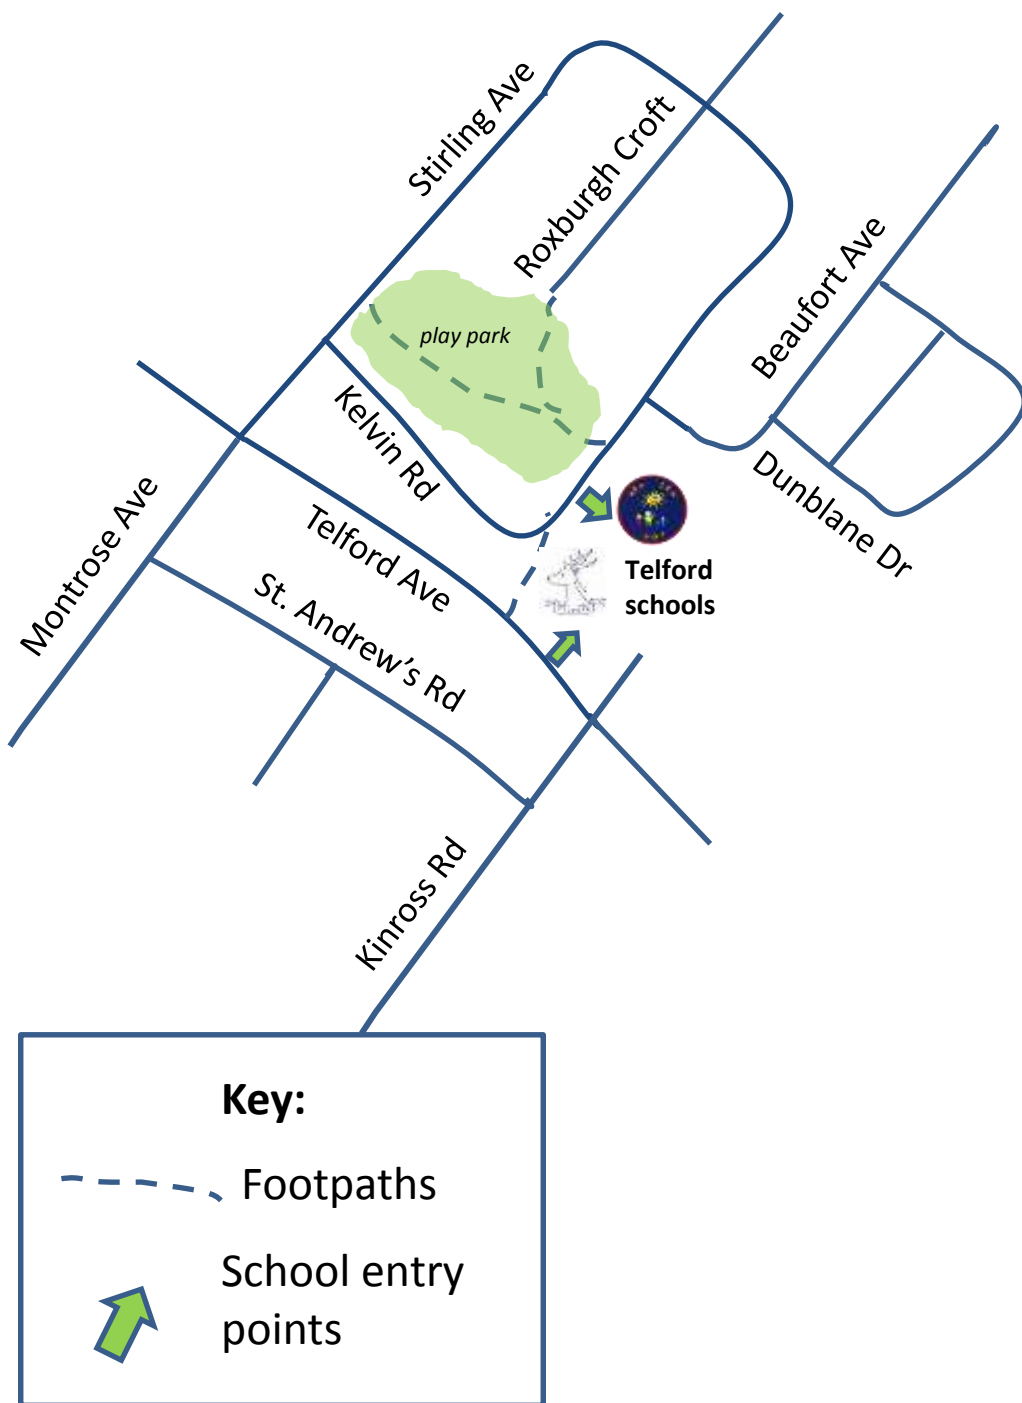 Stirling Ave
Roxburgh Croft
Beaufort Ave
play park
Kelvin Rd
Dunblane Dr
Montrose Ave
Telford Ave
St. Andrew's Rd
Telford
schools
Kinross Rd
Key:
Footpaths
School entry
points